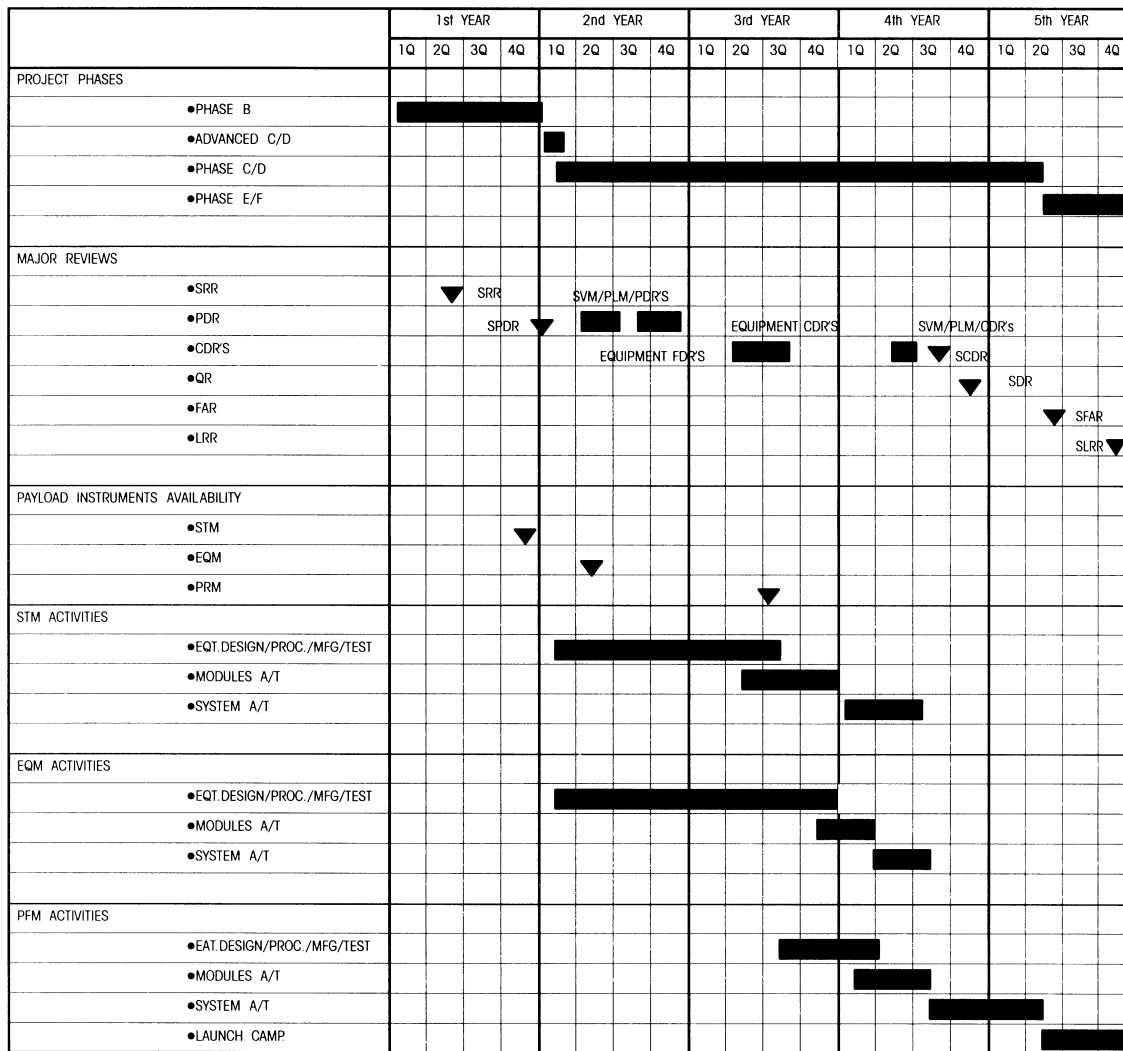 1st YEAR 2nd YEAR 3rd YEAR 4th YEAR 5th YEAR
1Q 2Q 3Q 4Q 1Q 2Q 3Q 4Q 1Q 2Q 3Q 4Q 1Q 2Q 3Q 4Q 1Q 2Q 3Q 4Q
PROJECT PHASES
●PHASE B
●ADVANCED C/D
●PHASE C/D
●PHASE E/F
MAJOR REVIEWS
●SRR SRR SVM/PLM/PDR'S
●PDR SPDR EQUIPMENT CDR'S SVM/PLM/CDR's
●CDR'S EQUIPMENT FDR'S SCDR
●QR SDR
●FAR SFAR
●LRR SLRR
PAYLOAD INSTRUMENTS AVAILABILITY
●STM
●EQM
●PRM
STM ACTIVITIES
●EQT.DESIGN/PROC./MFG/TEST
●MODULES A/T
●SYSTEM A/T
EQM ACTIVITIES
●EQT.DESIGN/PROC./MFG/TEST
●MODULES A/T
●SYSTEM A/T
PFM ACTIVITIES
●EAT.DESIGN/PROC./MFG/TEST
●MODULES A/T
●SYSTEM A/T
●LAUNCH CAMP.